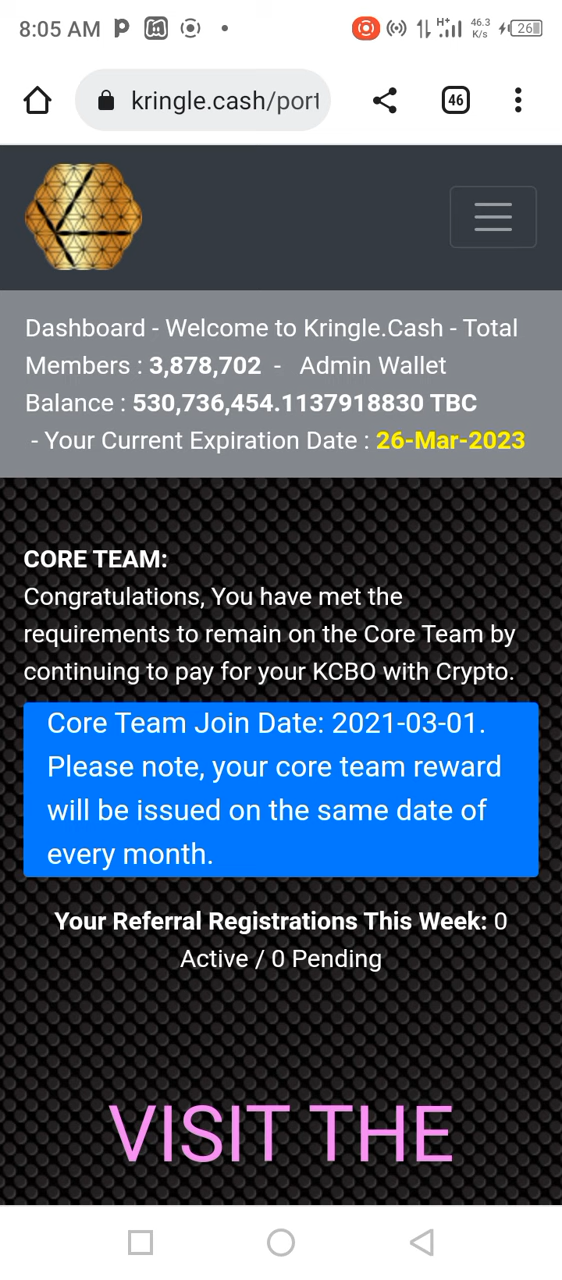 8:05 AM
H+ 46.3 K/s 26
kringle.cash/port
46
Dashboard - Welcome to Kringle.Cash - Total
Members : 3,878,702 - Admin Wallet
Balance : 530,736,454.1137918830 TBC
- Your Current Expiration Date : 26-Mar-2023
CORE TEAM:
Congratulations, You have met the
requirements to remain on the Core Team by
continuing to pay for your KCBO with Crypto.
Core Team Join Date: 2021-03-01.
Please note, your core team reward
will be issued on the same date of
every month.
Your Referral Registrations This Week: 0
Active / 0 Pending
VISIT THE